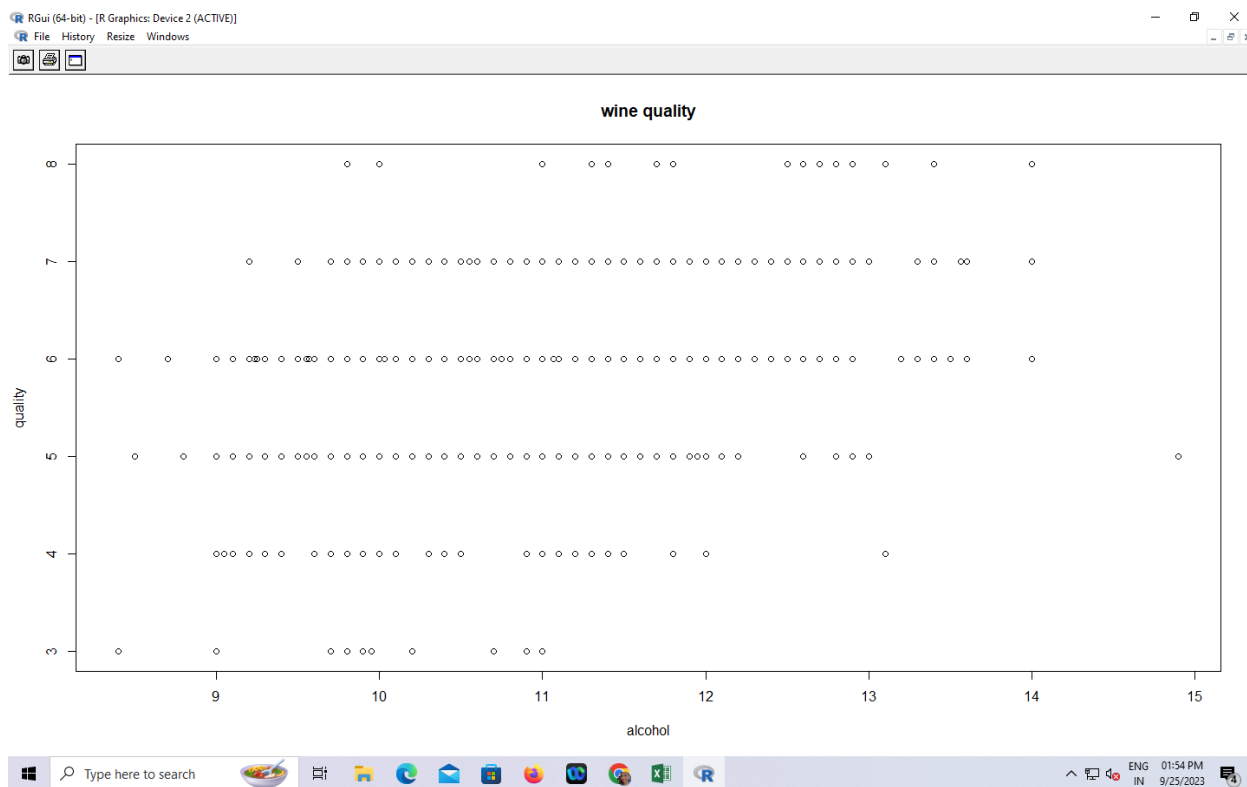 RGui (64-bit) - [R Graphics: Device 2 (ACTIVE)]
File History Resize Windows
wine quality
8
7
6
5
4
3
quality
9 10 11 12 13 14 15
alcohol
Type here to search
ENG 01:54 PM
IN 9/25/2023
4